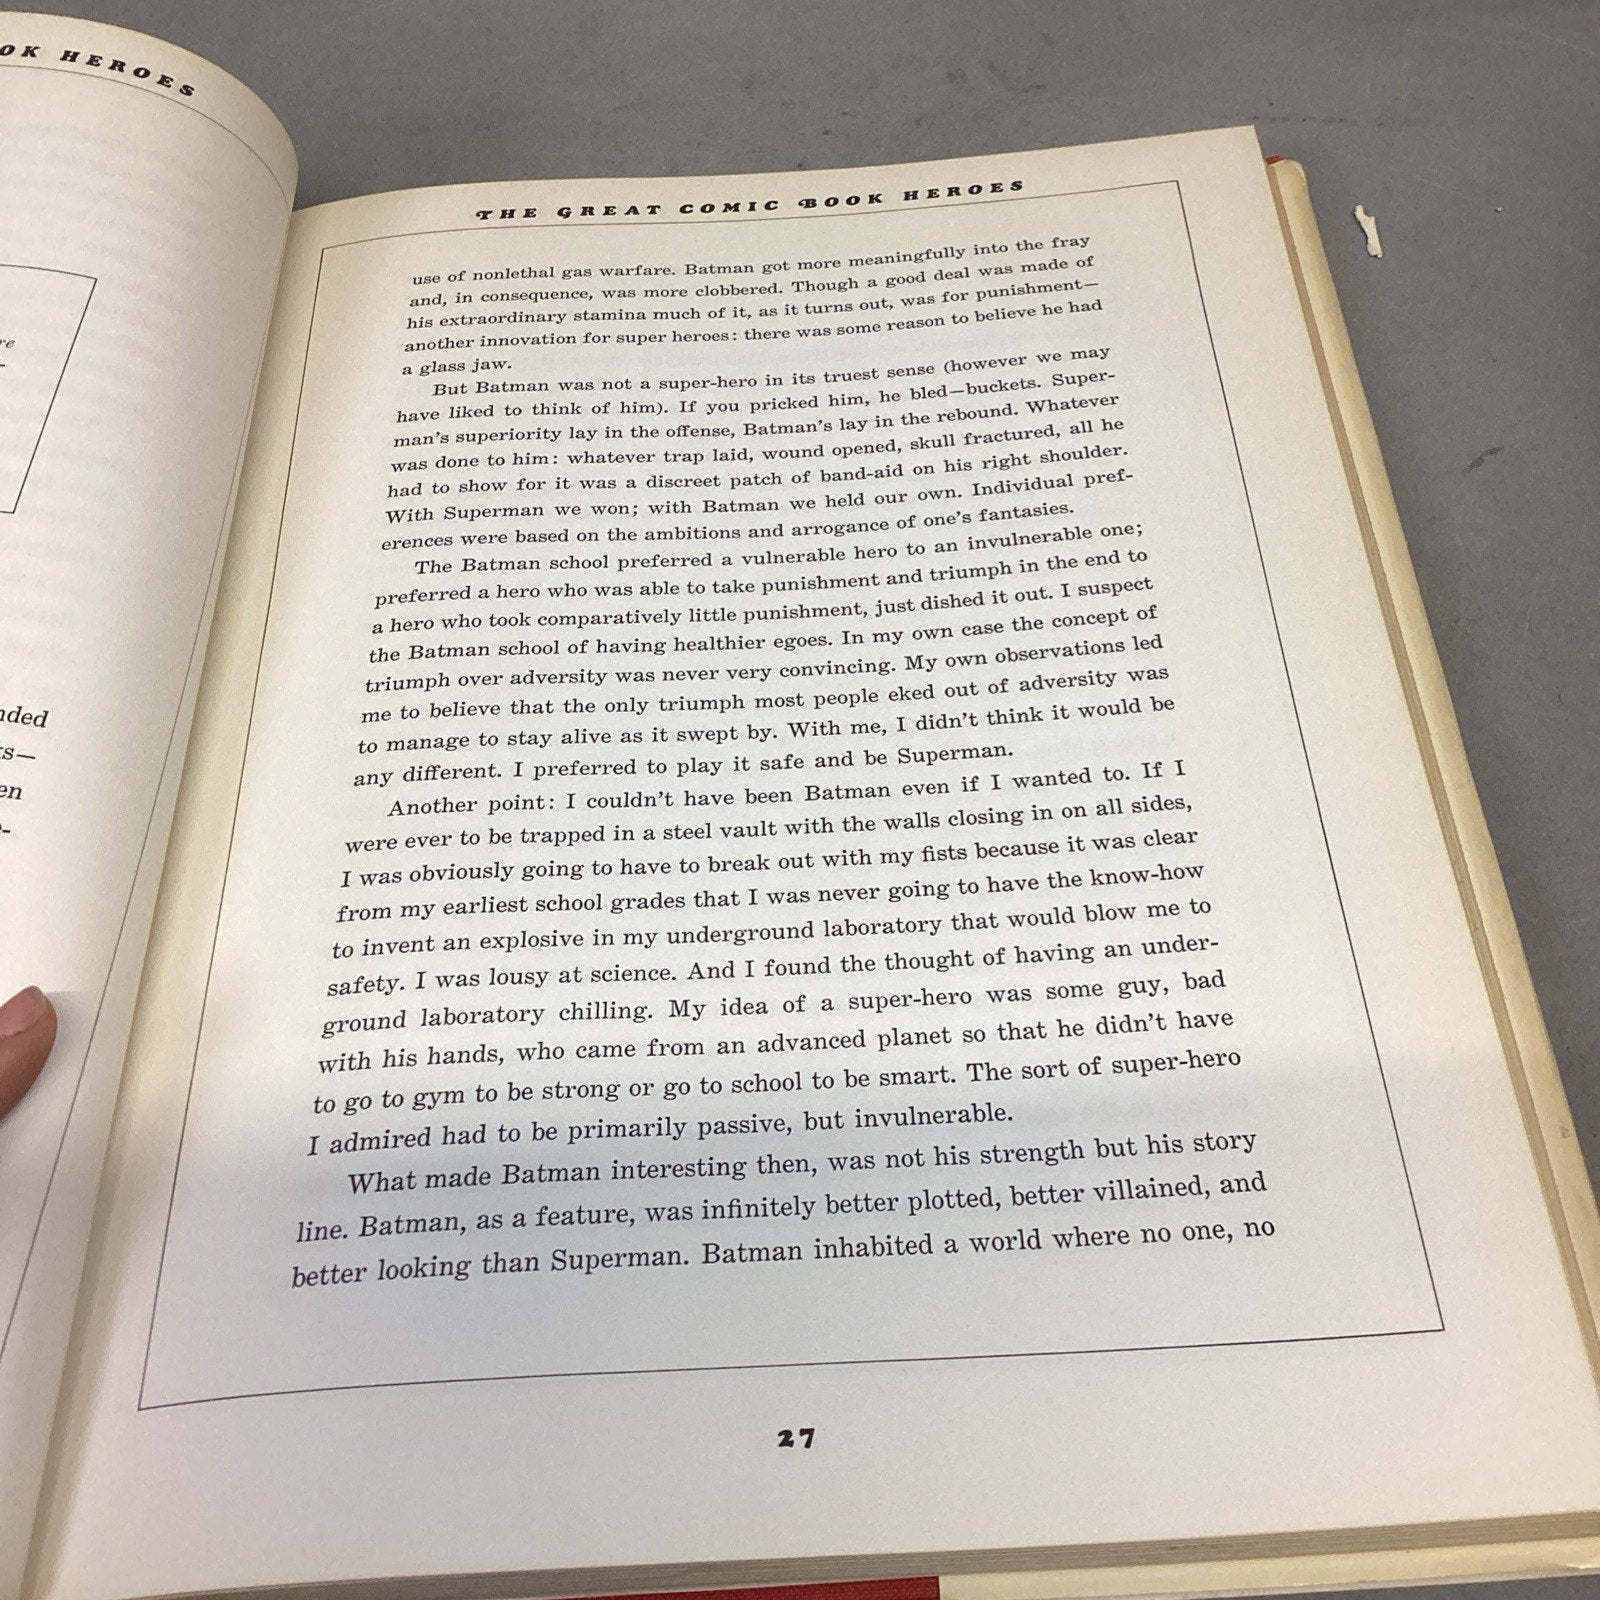 OK HEROES
re
nded
ts—
en
e-
THE GREAT COMIC BOOK HEROES
use of nonlethal gas warfare. Batman got more meaningfully into the fray
and, in consequence, was more clobbered. Though a good deal was made of
his extraordinary stamina much of it, as it turns out, was for punishment—
another innovation for super heroes: there was some reason to believe he had
a glass jaw.
But Batman was not a super-hero in its truest sense (however we may
have liked to think of him). If you pricked him, he bled—buckets. Super-
man's superiority lay in the offense, Batman's lay in the rebound. Whatever
was done to him: whatever trap laid, wound opened, skull fractured, all he
had to show for it was a discreet patch of band-aid on his right shoulder.
With Superman we won; with Batman we held our own. Individual pref-
erences were based on the ambitions and arrogance of one's fantasies.
The Batman school preferred a vulnerable hero to an invulnerable one;
preferred a hero who was able to take punishment and triumph in the end to
a hero who took comparatively little punishment, just dished it out. I suspect
the Batman school of having healthier egoes. In my own case the concept of
triumph over adversity was never very convincing. My own observations led
me to believe that the only triumph most people eked out of adversity was
to manage to stay alive as it swept by. With me, I didn't think it would be
any different. I preferred to play it safe and be Superman.
Another point: I couldn't have been Batman even if I wanted to. If I
were ever to be trapped in a steel vault with the walls closing in on all sides,
I was obviously going to have to break out with my fists because it was clear
from my earliest school grades that I was never going to have the know-how
to invent an explosive in my underground laboratory that would blow me to
safety. I was lousy at science. And I found the thought of having an under-
ground laboratory chilling. My idea of a super-hero was some guy, bad
with his hands, who came from an advanced planet so that he didn't have
to go to gym to be strong or go to school to be smart. The sort of super-hero
I admired had to be primarily passive, but invulnerable.
What made Batman interesting then, was not his strength but his story
line. Batman, as a feature, was infinitely better plotted, better villained, and
better looking than Superman. Batman inhabited a world where no one, no
27